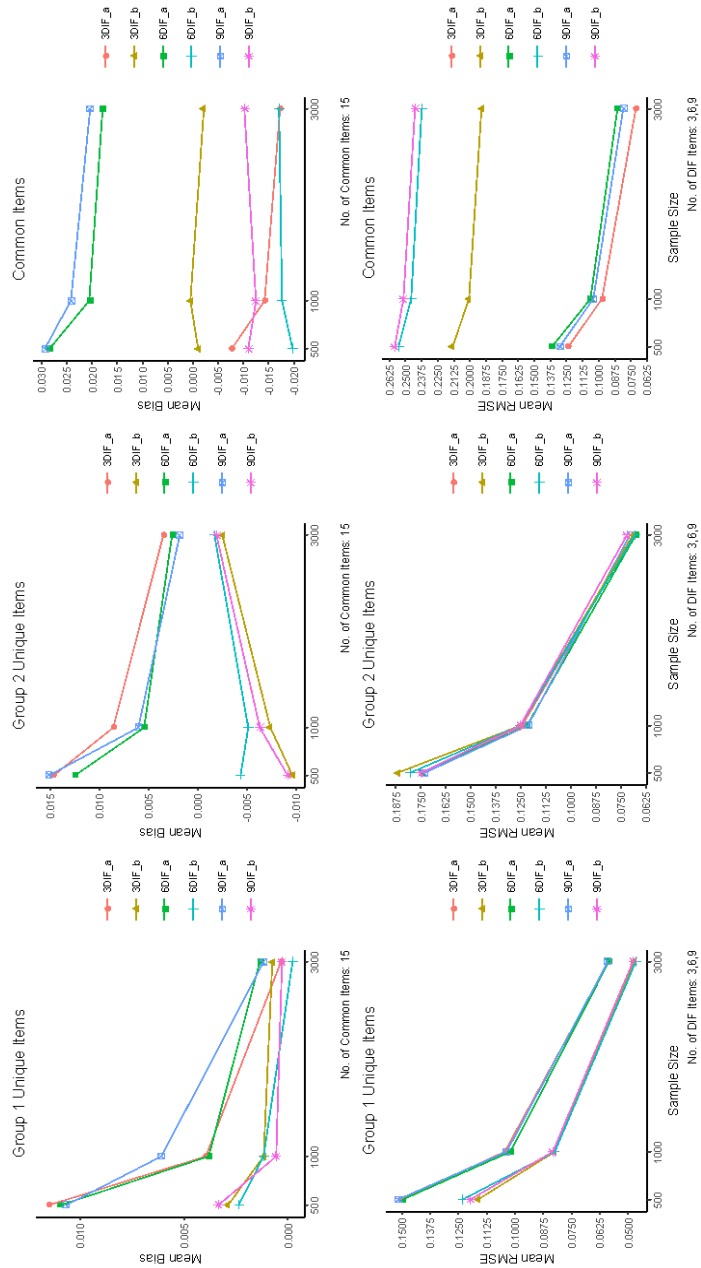 Group 1 Unique Items
Mean Bias
0.010
0.005
0.000
500
1000
3000
No. of Common Items: 15
3DIF_a
3DIF_b
6DIF_a
6DIF_b
9DIF_a
9DIF_b
Group 2 Unique Items
Mean Bias
0.015
0.010
0.005
0.000
-0.005
-0.010
500
1000
3000
No. of Common Items: 15
3DIF_a
3DIF_b
6DIF_a
6DIF_b
9DIF_a
9DIF_b
Common Items
Mean Bias
0.030
0.025
0.020
0.015
0.010
0.005
0.000
-0.005
-0.010
-0.015
-0.020
500
1000
3000
No. of Common Items: 15
3DIF_a
3DIF_b
6DIF_a
6DIF_b
9DIF_a
9DIF_b
Group 1 Unique Items
Mean RMSE
0.1500
0.1375
0.1250
0.1125
0.1000
0.0875
0.0750
0.0625
0.0500
500
1000
3000
Sample Size
No. of DIF Items: 3,6,9
3DIF_a
3DIF_b
6DIF_a
6DIF_b
9DIF_a
9DIF_b
Group 2 Unique Items
Mean RMSE
0.1875
0.1750
0.1625
0.1500
0.1375
0.1250
0.1125
0.1000
0.0875
0.0750
0.0625
500
1000
3000
Sample Size
No. of DIF Items: 3,6,9
3DIF_a
3DIF_b
6DIF_a
6DIF_b
9DIF_a
9DIF_b
Common Items
Mean RMSE
0.2625
0.2500
0.2375
0.2250
0.2125
0.2000
0.1875
0.1750
0.1625
0.1500
0.1375
0.1250
0.1125
0.1000
0.0875
0.0750
0.0625
500
1000
3000
Sample Size
No. of DIF Items: 3,6,9
3DIF_a
3DIF_b
6DIF_a
6DIF_b
9DIF_a
9DIF_b